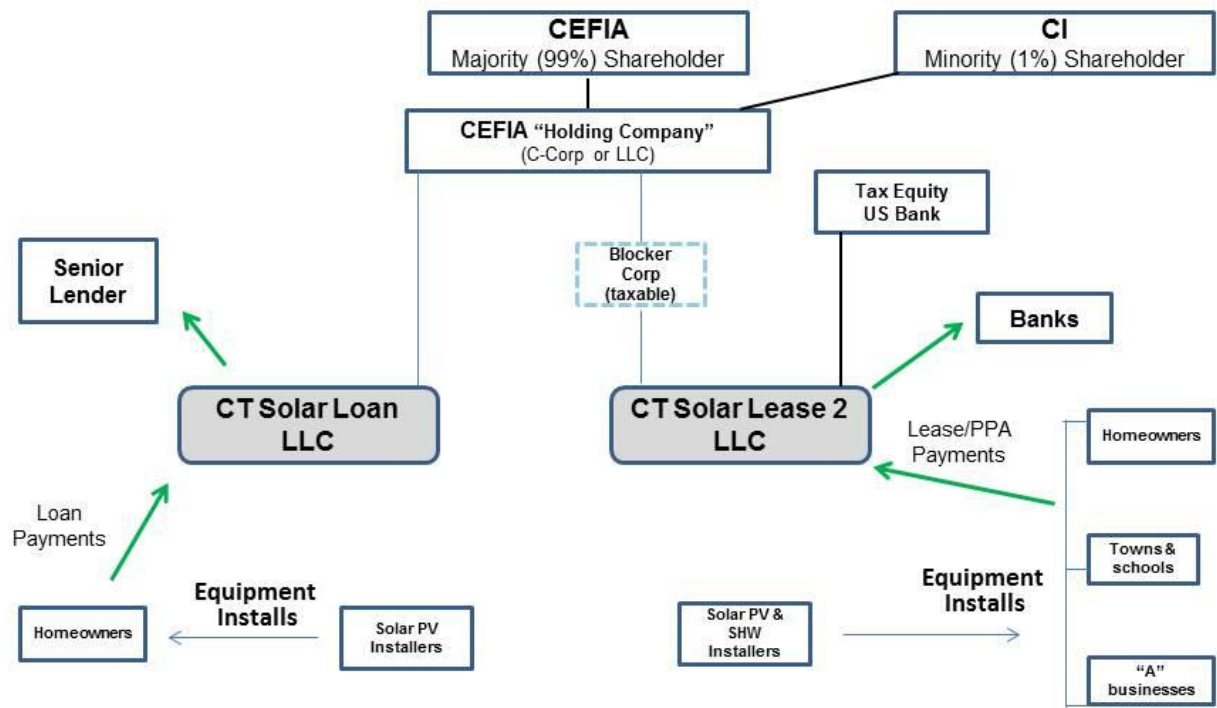 CEFIA
Majority (99%) Shareholder
CI
Minority (1%) Shareholder
CEFIA “Holding Company”
(C-Corp or LLC)
Tax Equity
US Bank
Blocker
Corp
(taxable)
Senior
Lender
Banks
CT Solar Loan
LLC
CT Solar Lease 2
LLC
Lease/PPA
Payments
Homeowners
Loan
Payments
Towns &
schools
Equipment
Installs
Equipment
Installs
Homeowners
Solar PV
Installers
Solar PV &
SHW
Installers
“A”
businesses